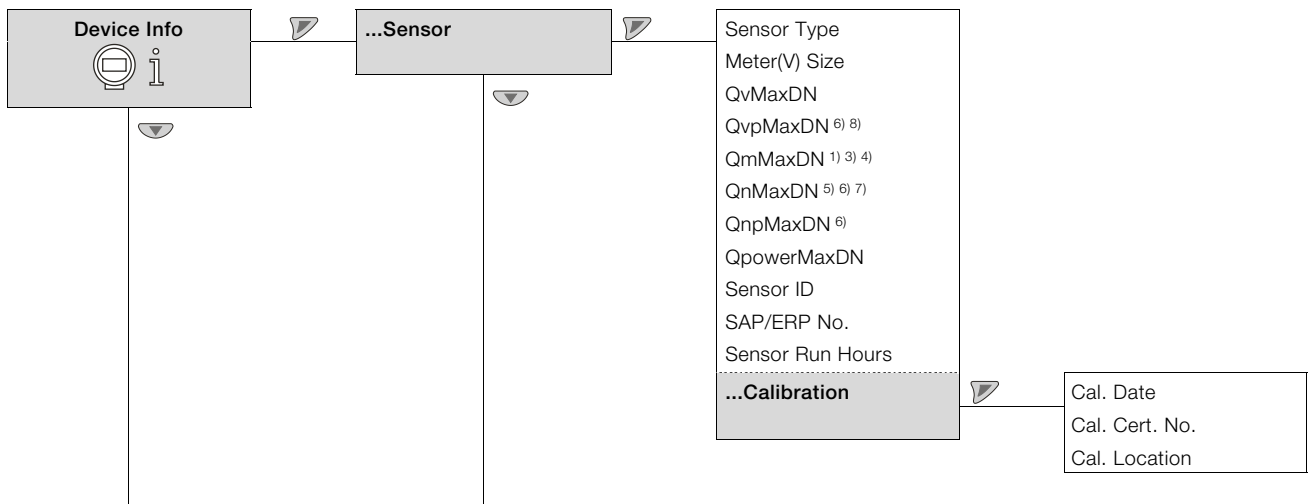 Device Info
...Sensor
Sensor Type
Meter(V) Size
QvMaxDN
QvpMaxDN 6) 8)
QmMaxDN 1) 3) 4)
QnMaxDN 5) 6) 7)
QnpMaxDN 6)
QpowerMaxDN
Sensor ID
SAP/ERP No.
Sensor Run Hours
...Calibration
Cal. Date
Cal. Cert. No.
Cal. Location